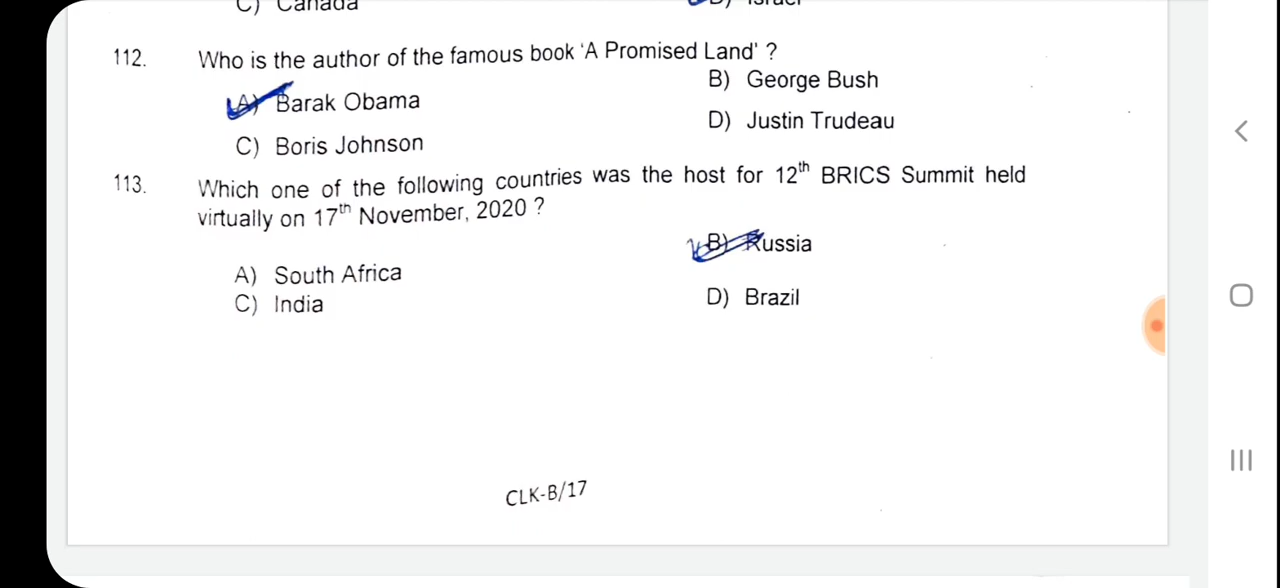 C) Canada
D) Israel
112. Who is the author of the famous book 'A Promised Land' ?
A) Barak Obama
B) George Bush
C) Boris Johnson
D) Justin Trudeau
113. Which one of the following countries was the host for 12th BRICS Summit held
virtually on 17th November, 2020 ?
A) South Africa
B) Russia
C) India
D) Brazil
CLK-B/17